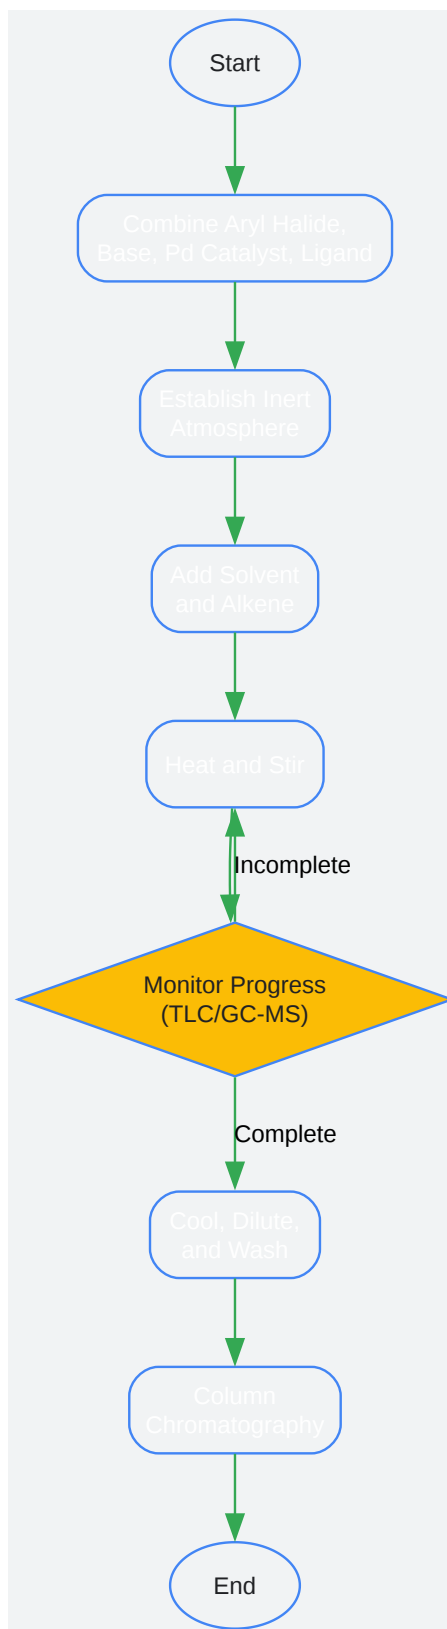 Start
Combine Aryl Halide,
Base, Pd Catalyst, Ligand
Establish Inert
Atmosphere
Add Solvent
and Alkene
Heat and Stir
Incomplete
Monitor Progress
(TLC/GC-MS)
Complete
Cool, Dilute,
and Wash
Column
Chromatography
End